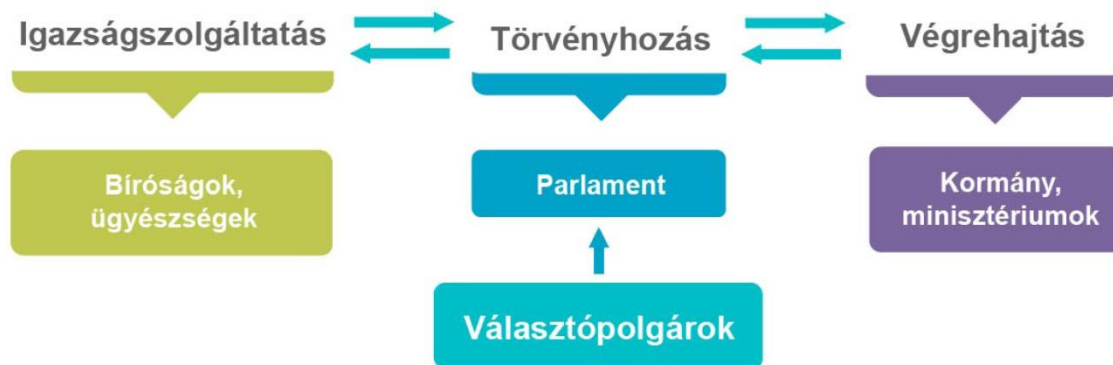 Igazságszolgáltatás
Törvényhozás
Végrehajtás
Bíróságok,
ügyészségek
Parlament
Kormány,
minisztériumok
Választópolgárok